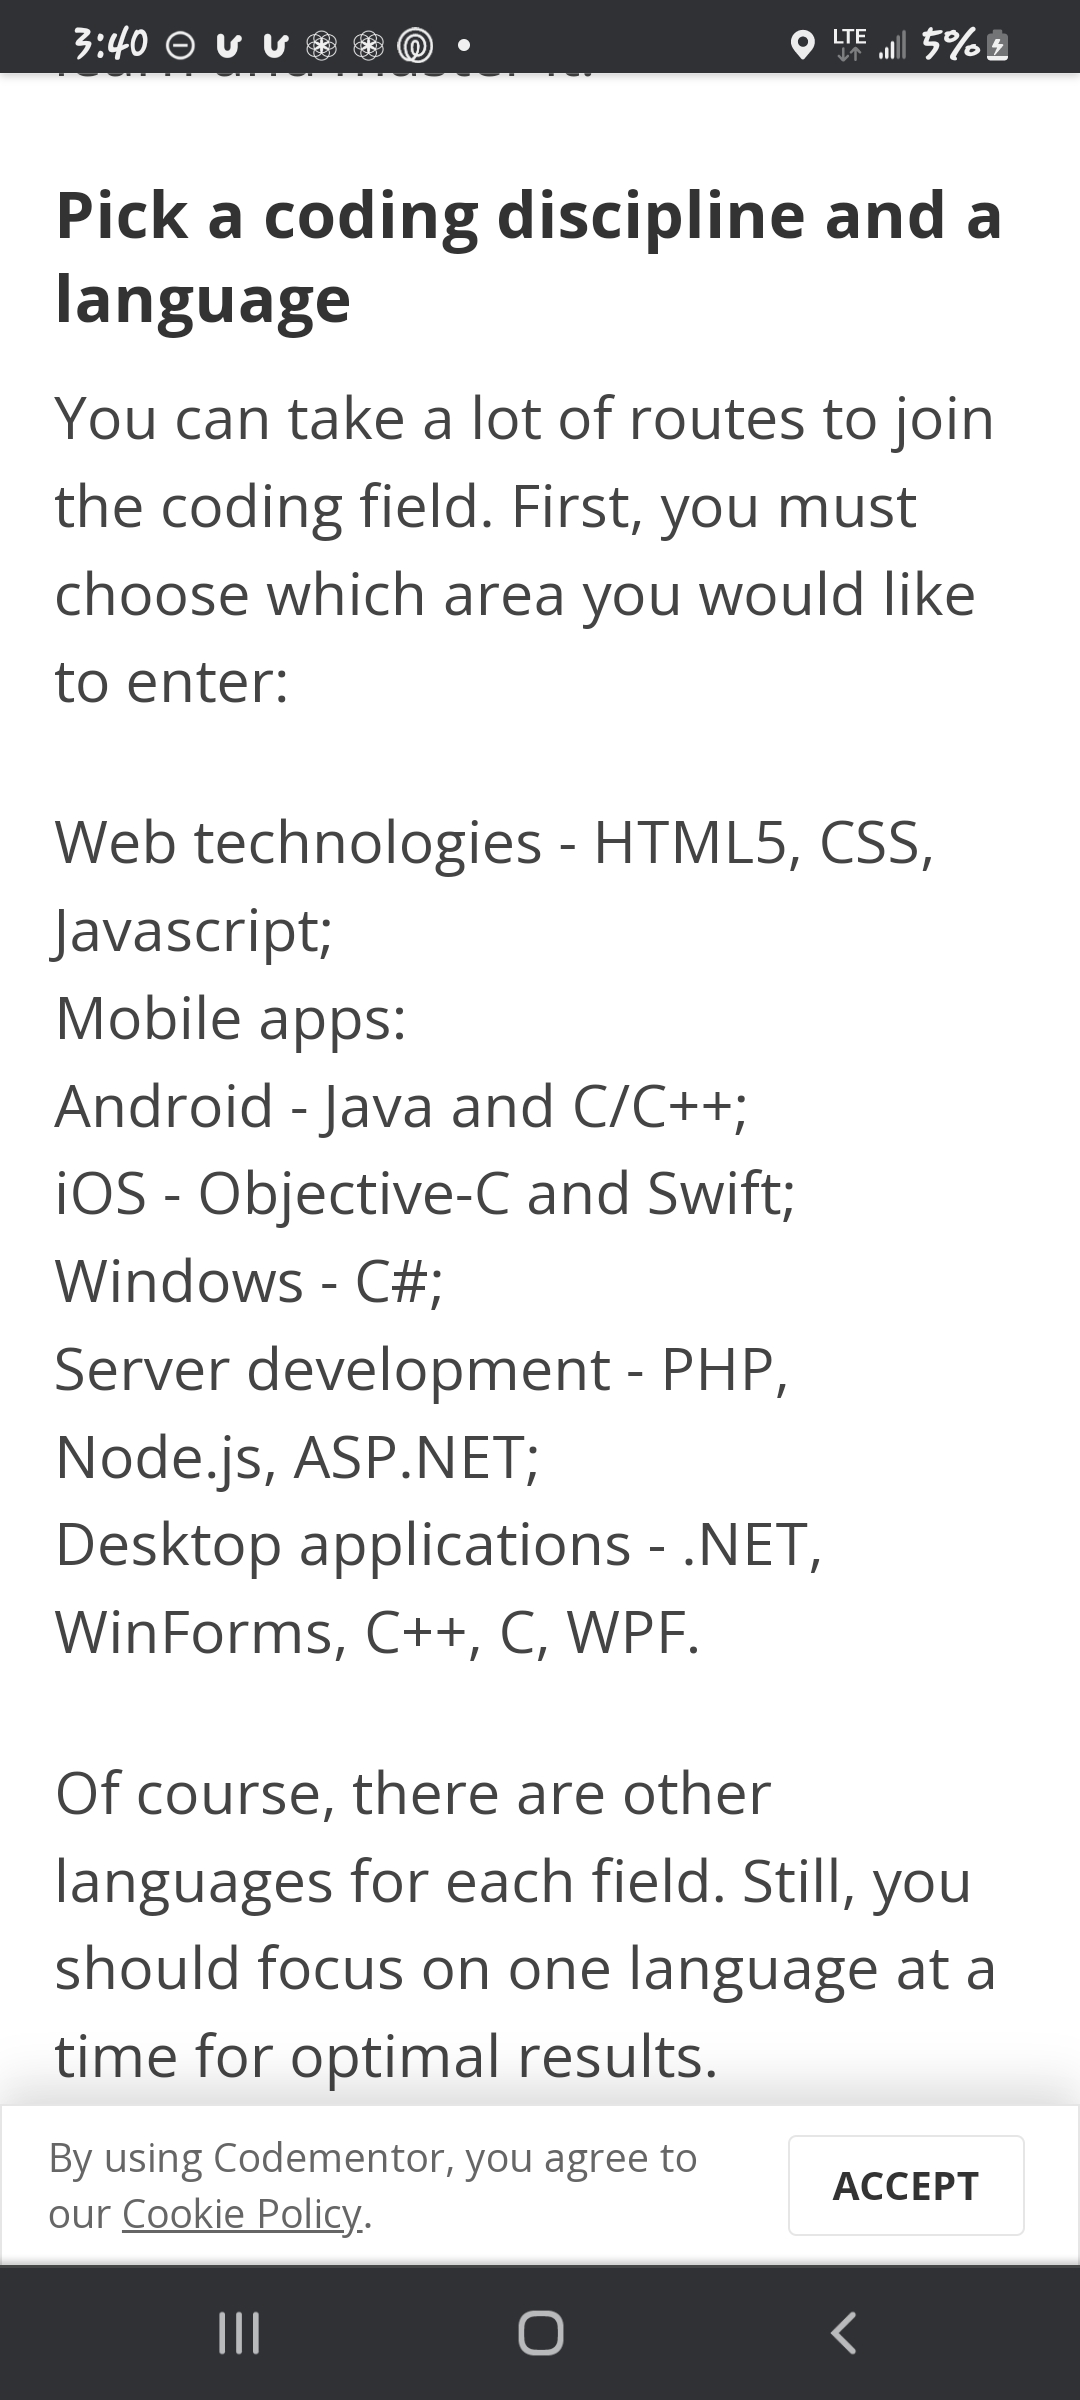 3:40 LTE 5%
learn and master it.
Pick a coding discipline and a
language
You can take a lot of routes to join
the coding field. First, you must
choose which area you would like
to enter:
Web technologies - HTML5, CSS,
Javascript;
Mobile apps:
Android - Java and C/C++;
iOS - Objective-C and Swift;
Windows - C#;
Server development - PHP,
Node.js, ASP.NET;
Desktop applications - .NET,
WinForms, C++, C, WPF.
Of course, there are other
languages for each field. Still, you
should focus on one language at a
time for optimal results.
By using Codementor, you agree to
our Cookie Policy.
ACCEPT